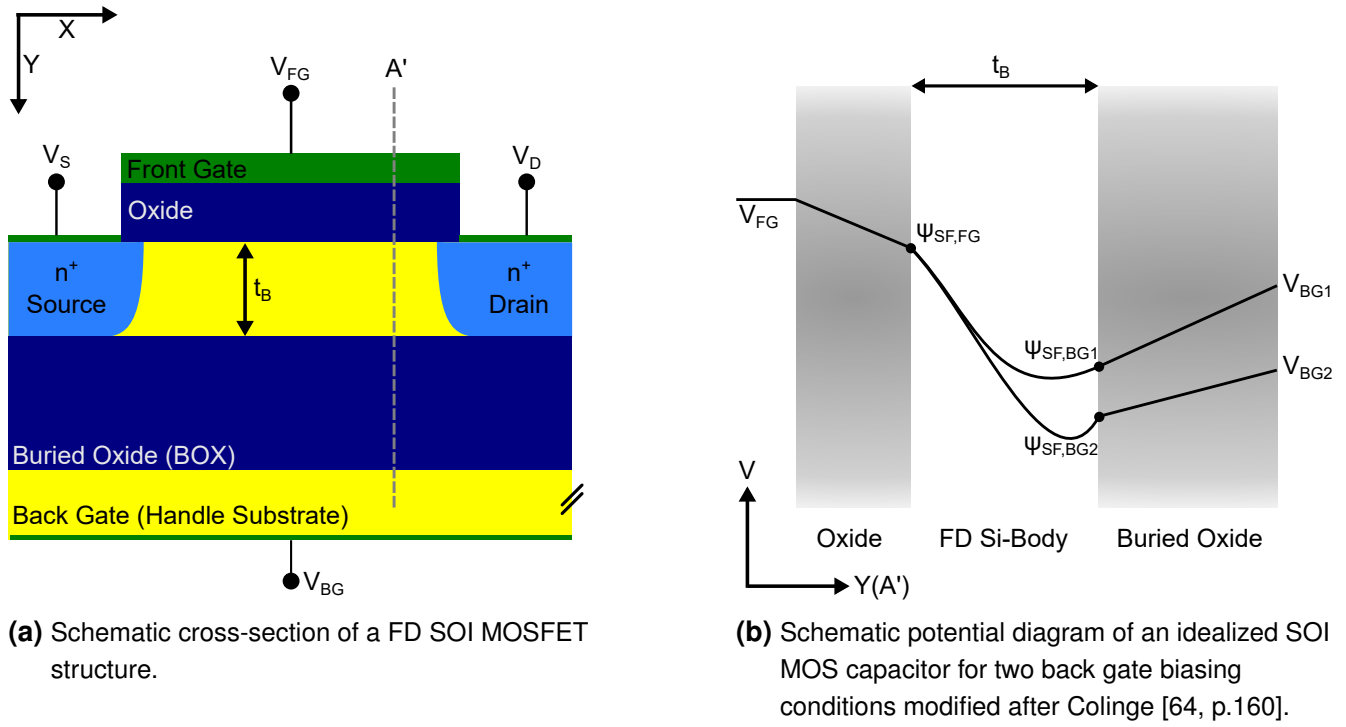 X
Y
V_FG
A'
V_S
V_D
Front Gate
Oxide
n⁺
Source
t_B
n⁺
Drain
Buried Oxide (BOX)
Back Gate (Handle Substrate)
V_BG
(a) Schematic cross-section of a FD SOI MOSFET
structure.
t_B
V_FG
Ψ_SF,FG
Ψ_SF,BG1
V_BG1
V_BG2
Ψ_SF,BG2
V
Oxide
FD Si-Body
Buried Oxide
Y(A')
(b) Schematic potential diagram of an idealized SOI
MOS capacitor for two back gate biasing
conditions modified after Colinge [64, p.160].